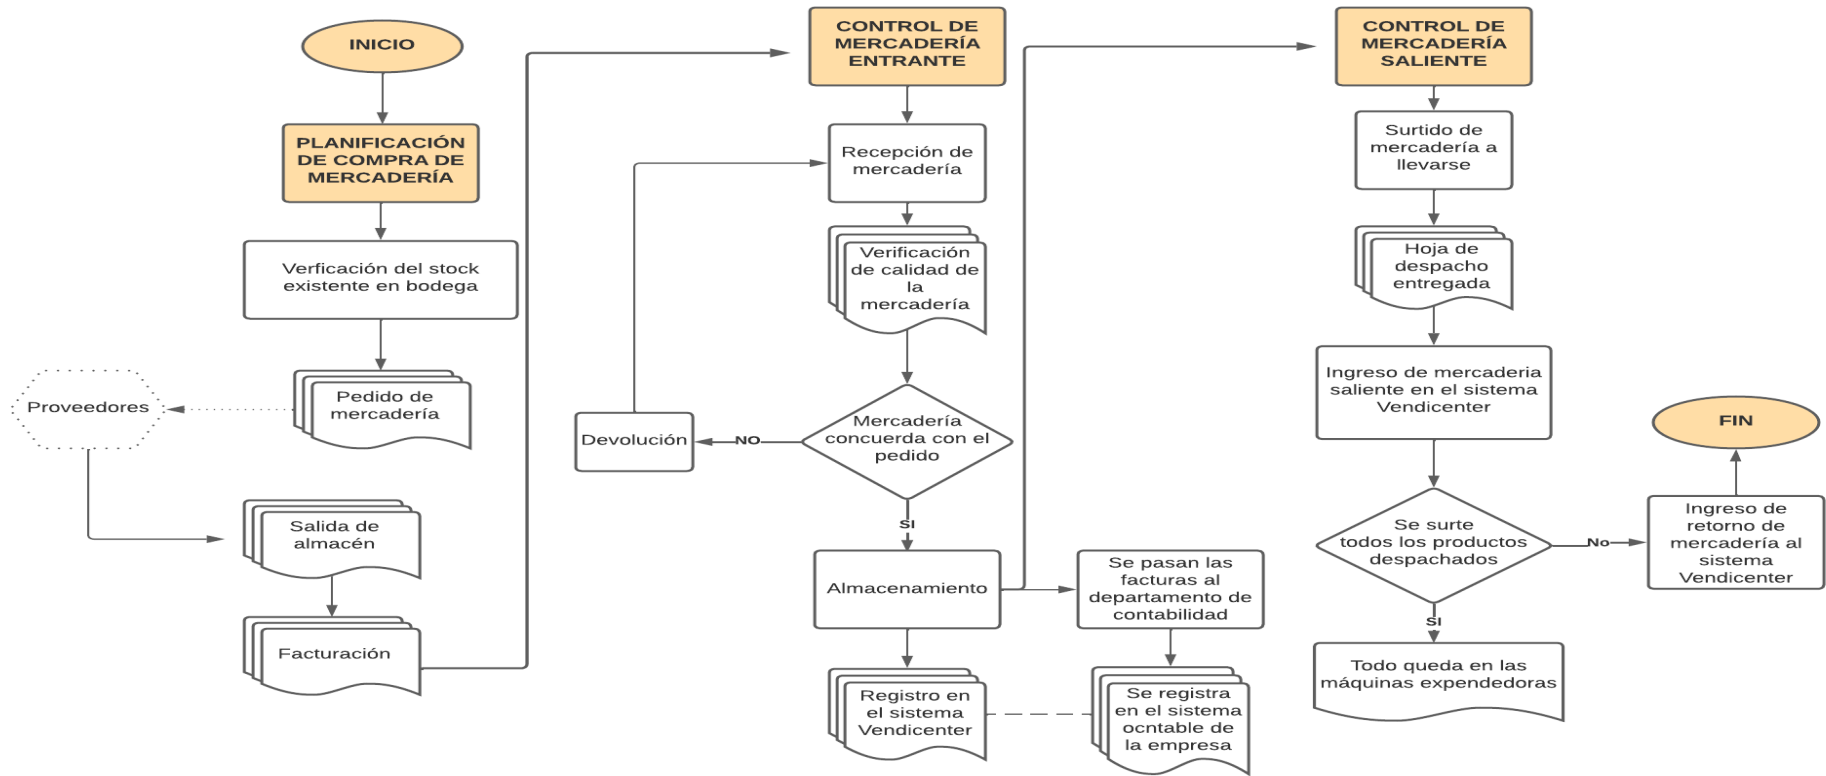 INICIO
PLANIFICACIÓN
DE COMPRA DE
MERCADERÍA
Verficación del stock
existente en bodega
Pedido de
mercadería
Proveedores
Salida de
almacén
Facturación
CONTROL DE
MERCADERÍA
ENTRANTE
Recepción de
mercadería
Verificación
de calidad de
la
mercadería
Mercadería
concuerda con el
pedido
NO
Devolución
SI
Almacenamiento
Se pasan las
facturas al
departamento de
contabilidad
Registro en
el sistema
Vendicenter
Se registra
en el sistema
ocntable de
la empresa
CONTROL DE
MERCADERÍA
SALIENTE
Surtido de
mercadería a
llevarse
Hoja de
despacho
entregada
Ingreso de mercaderia
saliente en el sistema
Vendicenter
Se surte
todos los productos
despachados
No
Ingreso de
retorno de
mercadería al
sistema
Vendicenter
FIN
SI
Todo queda en las
máquinas expendedoras